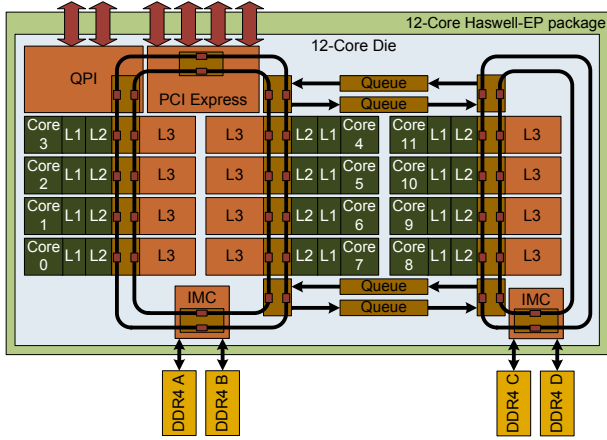 12-Core Haswell-EP package
12-Core Die
QPI
PCI Express
Queue
Queue
Core 3 L1 L2 L3 L3 L2 L1 Core 4 Core 11 L1 L2 L3
Core 2 L1 L2 L3 L3 L2 L1 Core 5 Core 10 L1 L2 L3
Core 1 L1 L2 L3 L3 L2 L1 Core 6 Core 9 L1 L2 L3
Core 0 L1 L2 L3 L3 L2 L1 Core 7 Core 8 L1 L2 L3
IMC
Queue
Queue
IMC
DDR4 A
DDR4 B
DDR4 C
DDR4 D